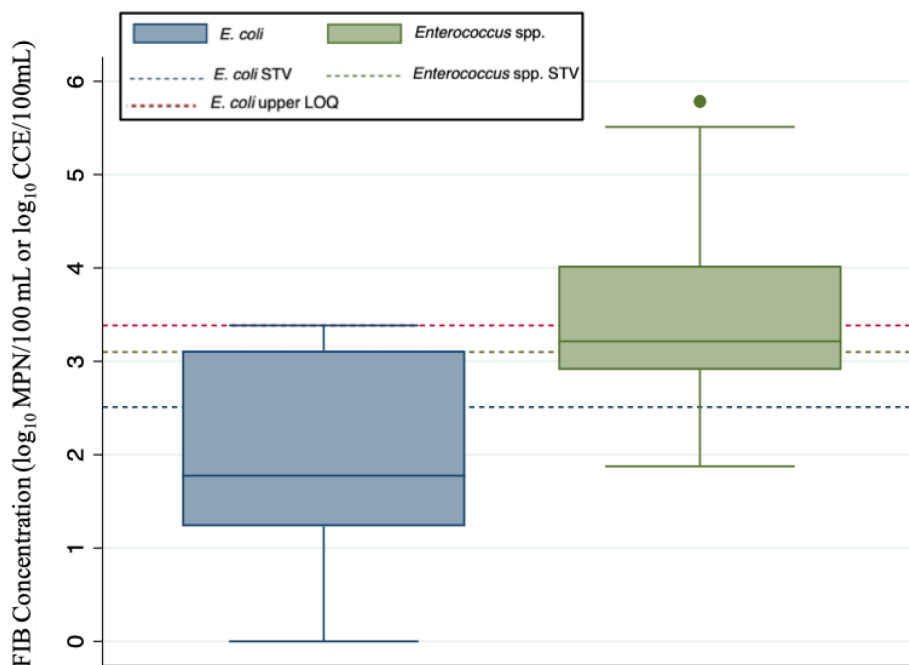 E. coli
Enterococcus spp.
E. coli STV
Enterococcus spp. STV
E. coli upper LOQ
FIB Concentration (log₁₀ MPN/100 mL or log₁₀ CCE/100mL)
6
5
4
3
2
1
0